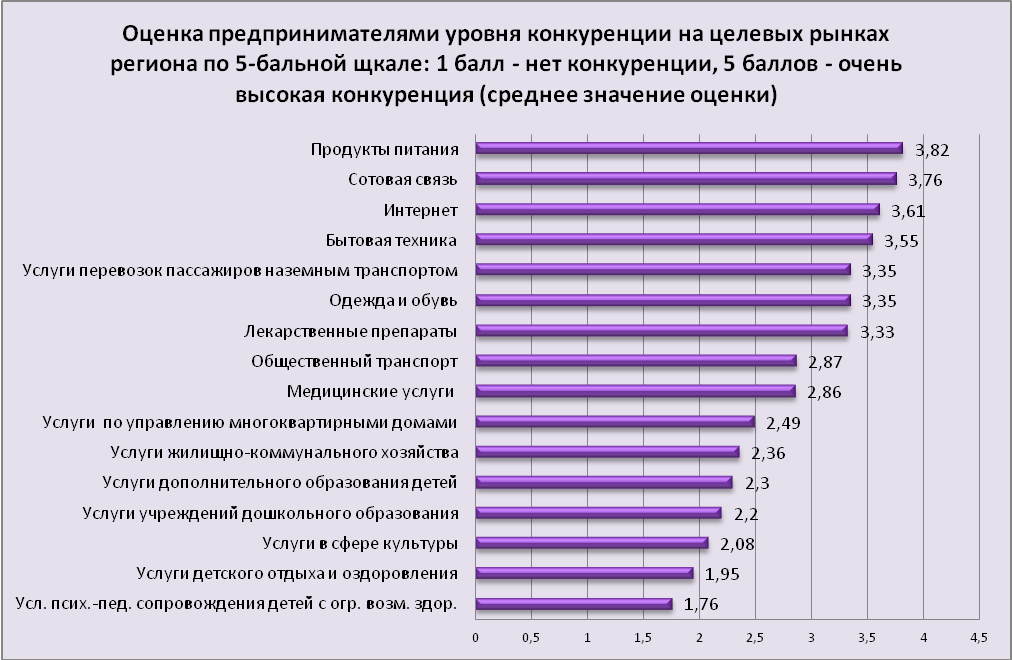 Оценка предпринимателями уровня конкуренции на целевых рынках
региона по 5-бальной щкале: 1 балл - нет конкуренции, 5 баллов - очень
высокая конкуренция (среднее значение оценки)
Продукты питания 3,82
Сотовая связь 3,76
Интернет 3,61
Бытовая техника 3,55
Услуги перевозок пассажиров наземным транспортом 3,35
Одежда и обувь 3,35
Лекарственные препараты 3,33
Общественный транспорт 2,87
Медицинские услуги 2,86
Услуги по управлению многоквартирными домами 2,49
Услуги жилищно-коммунального хозяйства 2,36
Услуги дополнительного образования детей 2,3
Услуги учреждений дошкольного образования 2,2
Услуги в сфере культуры 2,08
Услуги детского отдыха и оздоровления 1,95
Усл. псих.-пед. сопровождения детей с огр. возм. здор. 1,76
0 0,5 1 1,5 2 2,5 3 3,5 4 4,5